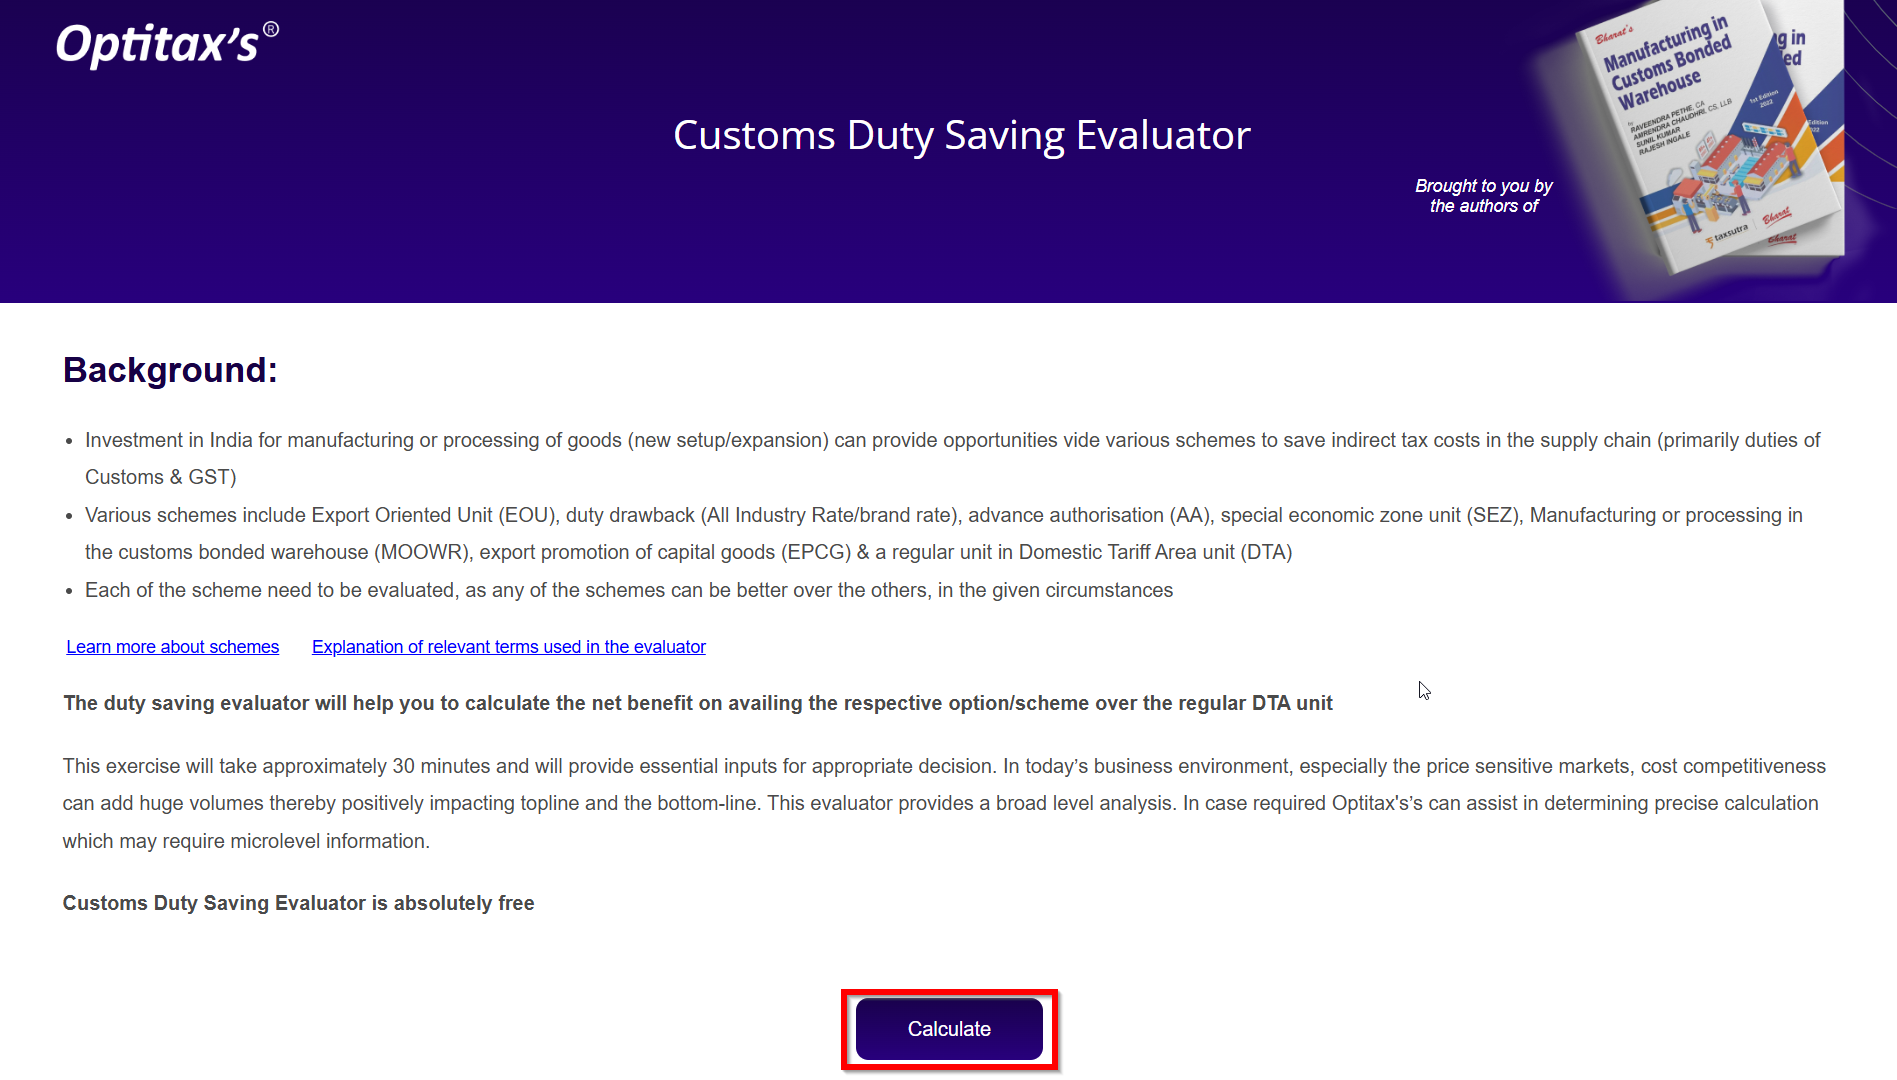 Optitax's®
Customs Duty Saving Evaluator
Brought to you by
the authors of
Bharat's
Manufacturing in
Customs Bonded
Warehouse
1st Edition
2022
by
RAVEENDRA PETHE, CA
AMRENDRA CHAUDHRI, CS, LLB
SUNIL KUMAR
RAJESH INGALE
taxsutra
Bharat
g in
ed
Edition
Bharat
Background:
• Investment in India for manufacturing or processing of goods (new setup/expansion) can provide opportunities vide various schemes to save indirect tax costs in the supply chain (primarily duties of
Customs & GST)
• Various schemes include Export Oriented Unit (EOU), duty drawback (All Industry Rate/brand rate), advance authorisation (AA), special economic zone unit (SEZ), Manufacturing or processing in
the customs bonded warehouse (MOOWR), export promotion of capital goods (EPCG) & a regular unit in Domestic Tariff Area unit (DTA)
• Each of the scheme need to be evaluated, as any of the schemes can be better over the others, in the given circumstances
Learn more about schemes Explanation of relevant terms used in the evaluator
The duty saving evaluator will help you to calculate the net benefit on availing the respective option/scheme over the regular DTA unit
This exercise will take approximately 30 minutes and will provide essential inputs for appropriate decision. In today’s business environment, especially the price sensitive markets, cost competitiveness
can add huge volumes thereby positively impacting topline and the bottom-line. This evaluator provides a broad level analysis. In case required Optitax's’s can assist in determining precise calculation
which may require microlevel information.
Customs Duty Saving Evaluator is absolutely free
Calculate